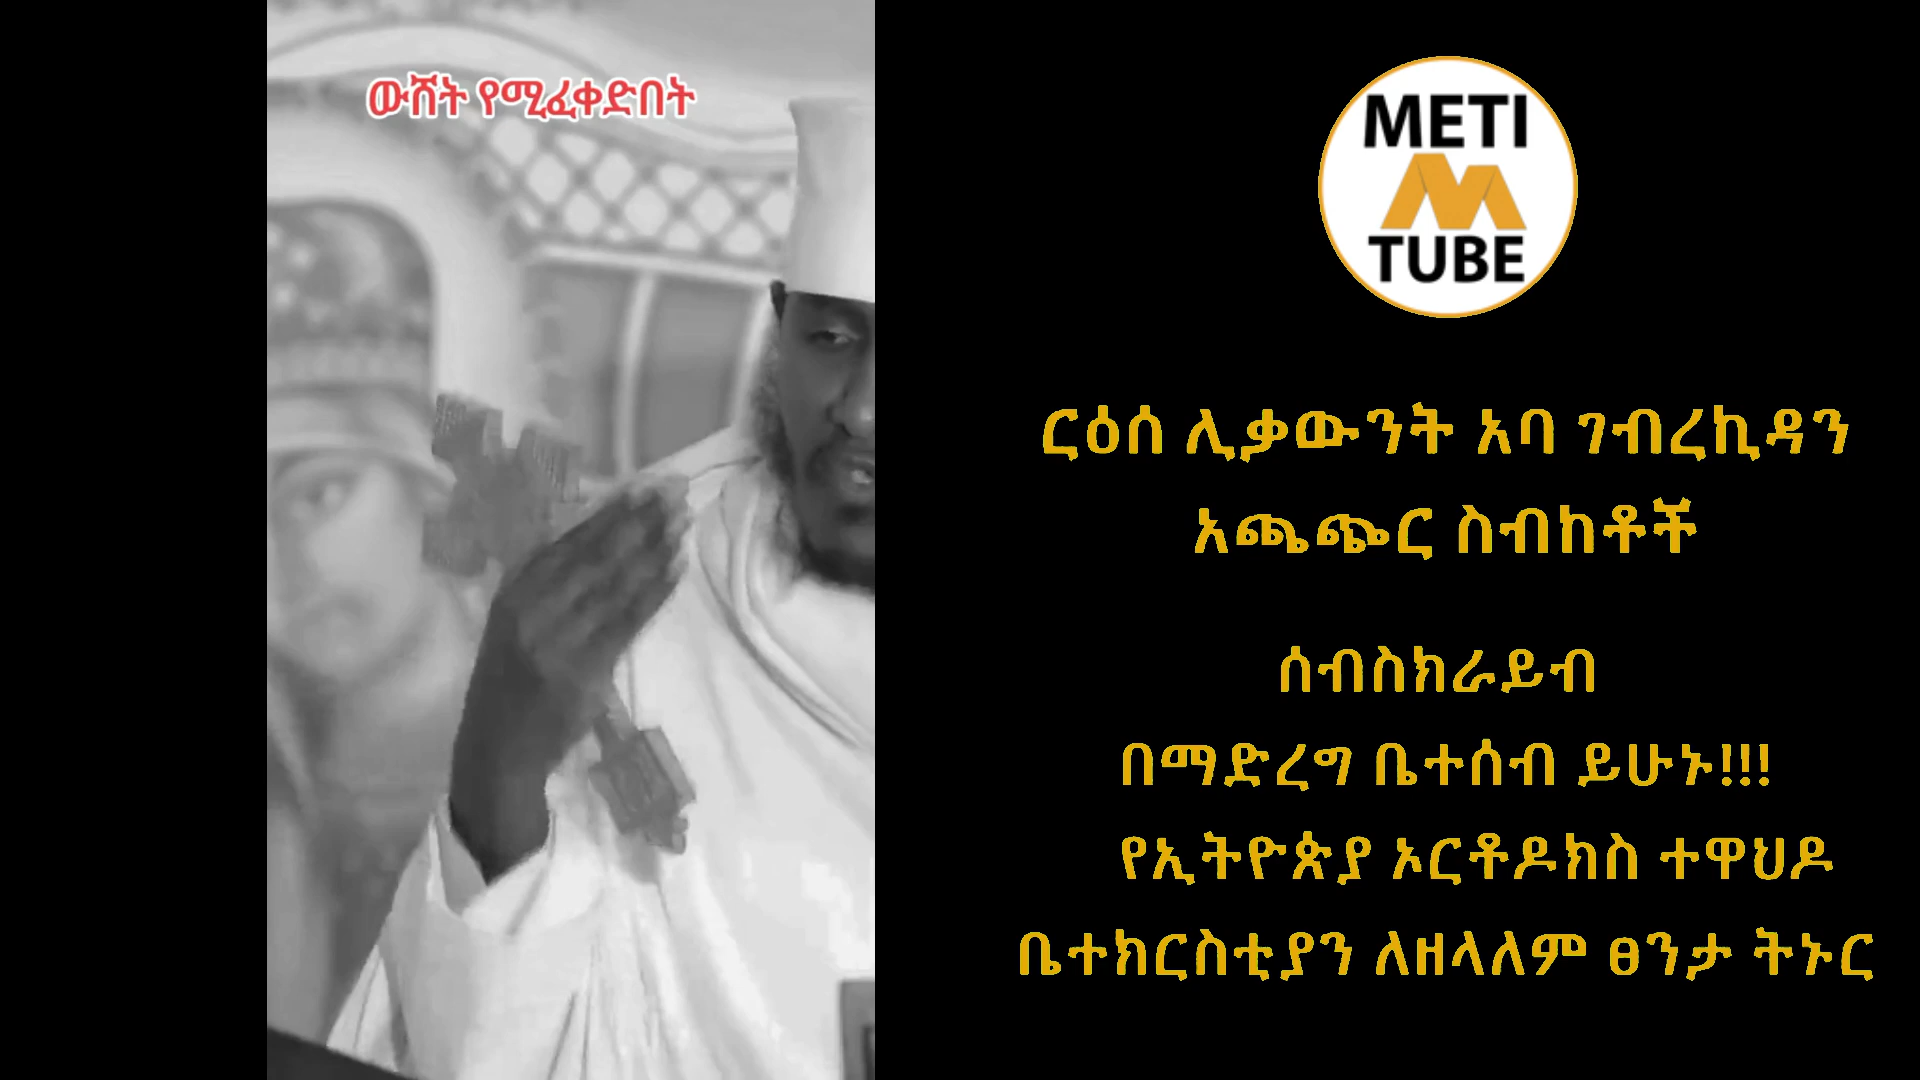 ውሸት የሚፈቀድበት
METI
TUBE
ርዕሰ ሊቃውንት አባ ገብረኪዳን
አጫጭር ስብከቶች
ሰብስክራይብ
በማድረግ ቤተሰብ ይሁኑ!!!
የኢትዮጵያ ኦርቶዶክስ ተዋህዶ
ቤተክርስቲያን ለዘላለም ፀንታ ትኑር